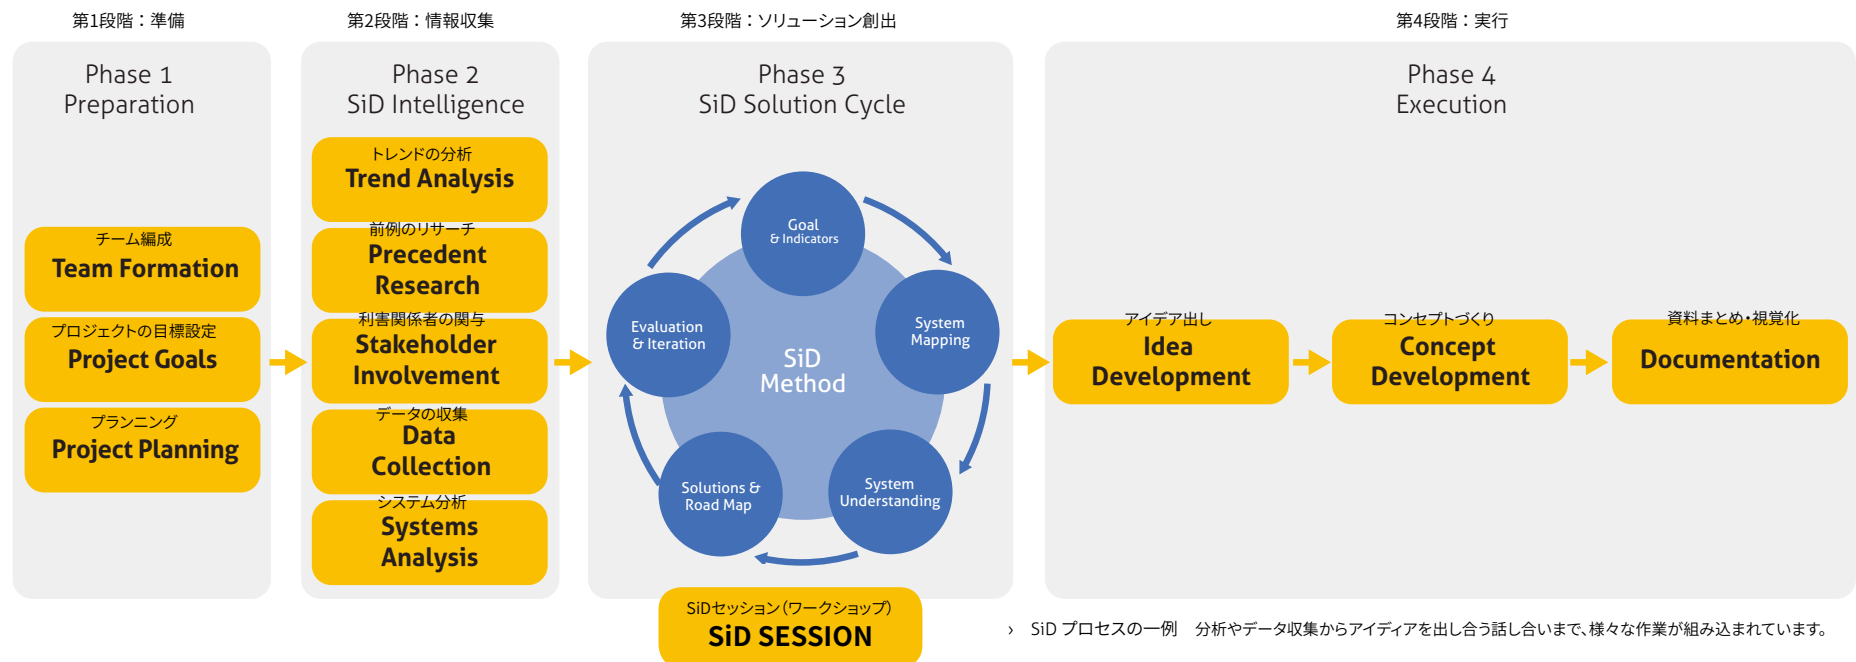 第1段階：準備
Phase 1
Preparation
チーム編成
Team Formation
プロジェクトの目標設定
Project Goals
プランニング
Project Planning
第2段階：情報収集
Phase 2
SiD Intelligence
トレンドの分析
Trend Analysis
前例のリサーチ
Precedent
Research
利害関係者の関与
Stakeholder
Involvement
データの収集
Data
Collection
システム分析
Systems
Analysis
第3段階：ソリューション創出
Phase 3
SiD Solution Cycle
Goal
& Indicators
System
Mapping
System
Understanding
Solutions &
Road Map
Evaluation
& Iteration
SiD
Method
SiDセッション（ワークショップ）
SiD SESSION
第4段階：実行
Phase 4
Execution
アイデア出し
Idea
Development
コンセプトづくり
Concept
Development
資料まとめ・視覚化
Documentation
› SiD プロセスの一例　分析やデータ収集からアイディアを出し合う話し合いまで、様々な作業が組み込まれています。